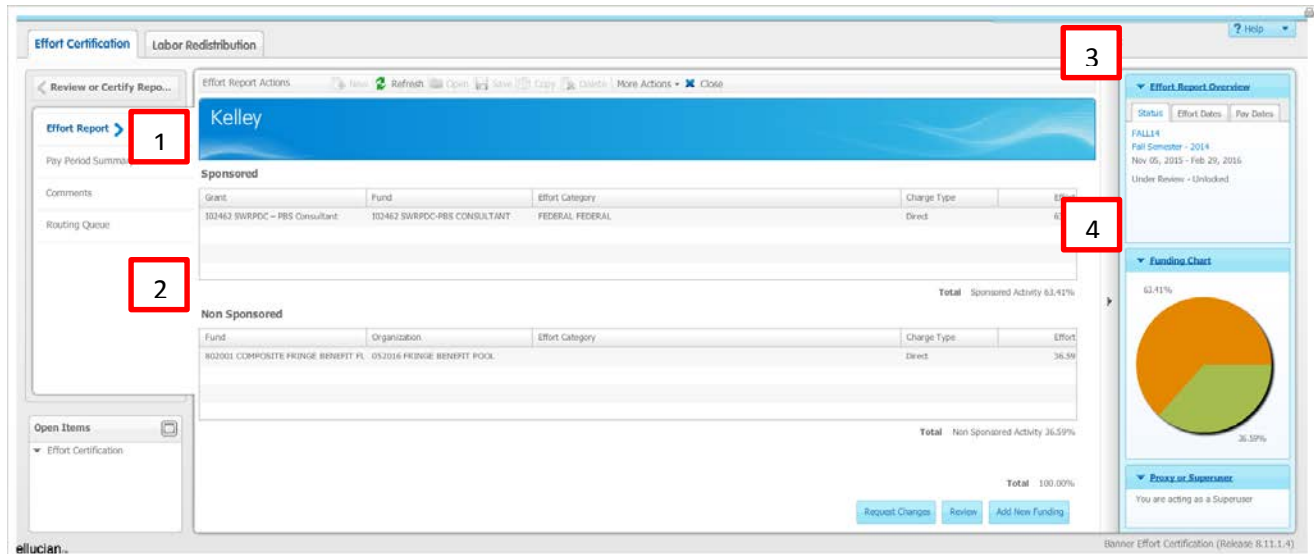 ? Help
Effort Certification Labor Redistribution
3
Review or Certify Repo...
Effort Report Actions New Refresh Open Save Copy Delete More Actions Close
Effort Report Overview
Effort Report
1
Kelley
Status Effort Dates Pay Dates
FALL14
Fall Semester - 2014
Nov 05, 2015 - Feb 29, 2016
Under Review - Unlocked
Pay Period Summary
Comments
Routing Queue
Sponsored
Grant Fund Effort Category Charge Type Effort
I02462 SWRPDC - PBS Consultant I02462 SWRPDC-PBS CONSULTANT FEDERAL FEDERAL Direct
4
2
Total Sponsored Activity 63.41%
Funding Chart
63.41%
36.59%
Non Sponsored
Fund Organization Effort Category Charge Type Effort
802001 COMPOSITE FRINGE BENEFIT PL 052016 FRINGE BENEFIT POOL Direct 36.59
Total Non Sponsored Activity 36.59%
Open Items
Effort Certification
Total 100.00%
Request Changes Review Add New Funding
Proxy or Superuser
You are acting as a Superuser
ellucian
Banner Effort Certification (Release 8.11.1.4)